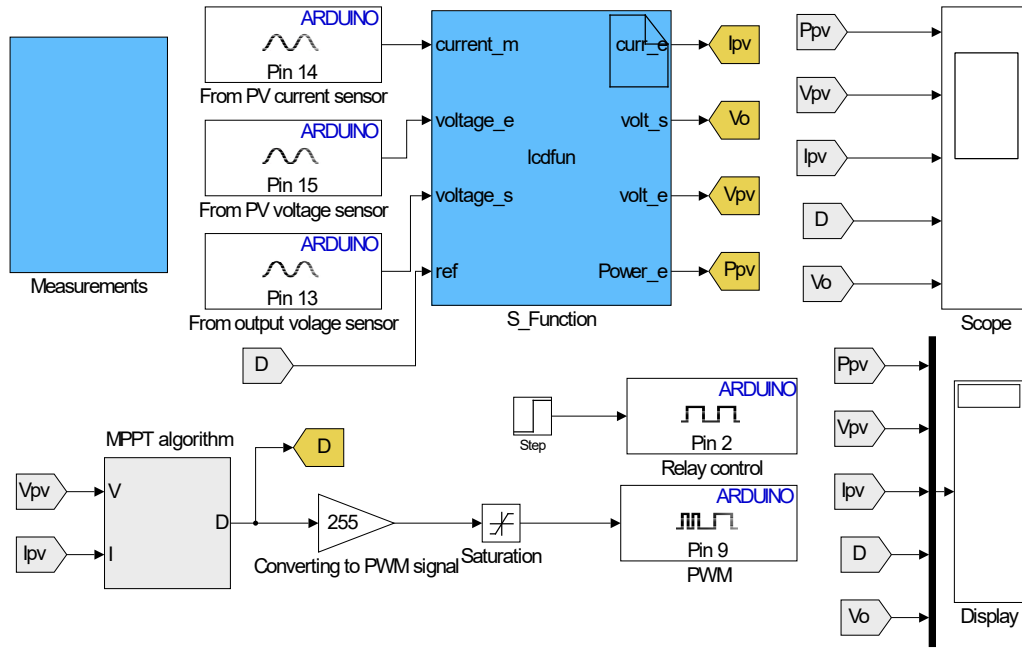 Measurements
ARDUINO
Pin 14
From PV current sensor
ARDUINO
Pin 15
From PV voltage sensor
ARDUINO
Pin 13
From output volage sensor
D
current_m
voltage_e
voltage_s
ref
lcdfun
curr_e
volt_s
volt_e
Power_e
S_Function
Ipv
Vo
Vpv
Ppv
Ppv
Vpv
Ipv
D
Vo
Scope
MPPT algorithm
Vpv
Ipv
V
I
D
D
255
Converting to PWM signal
Saturation
Step
ARDUINO
Pin 2
Relay control
ARDUINO
Pin 9
PWM
Ppv
Vpv
Ipv
D
Vo
Display